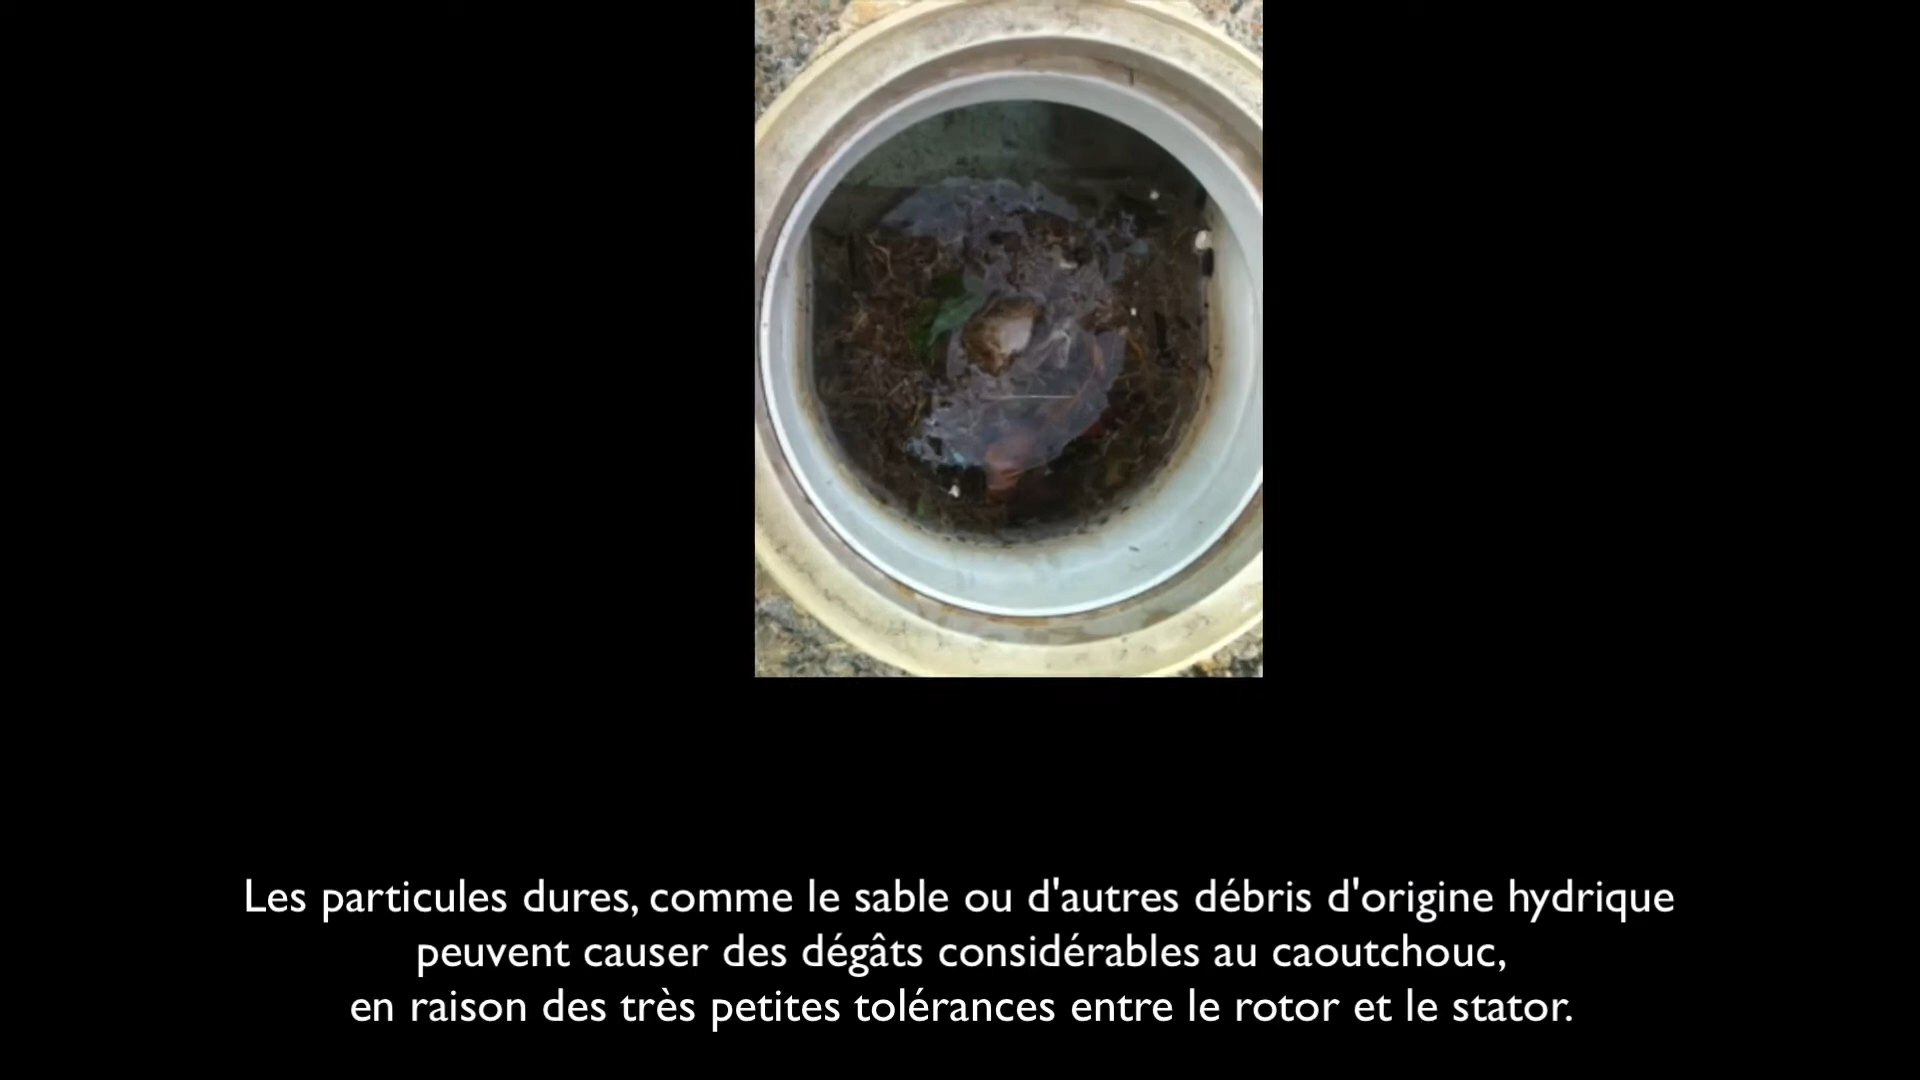 Les particules dures, comme le sable ou d'autres débris d'origine hydrique
peuvent causer des dégâts considérables au caoutchouc,
en raison des très petites tolérances entre le rotor et le stator.